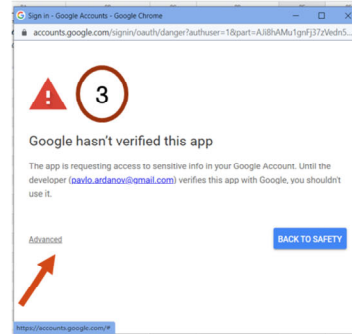 Sign in - Google Accounts - Google Chrome
accounts.google.com/signin/oauth/danger?authuser=1&part=AJi8hAMu1gnFj37zVedn5...
3
Google hasn't verified this app
The app is requesting access to sensitive info in your Google Account. Until the
developer (pavlo.ardanov@gmail.com) verifies this app with Google, you shouldn't
use it.
Advanced
BACK TO SAFETY
https://accounts.google.com/#